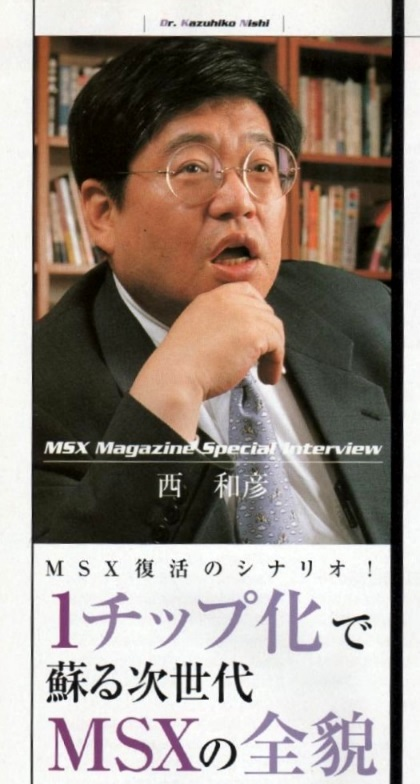 Dr. Kazuhiko Nishi
MSX Magazine Special Interview
西 和彦
MSX復活のシナリオ！
1チップ化で
蘇る次世代
MSXの全貌